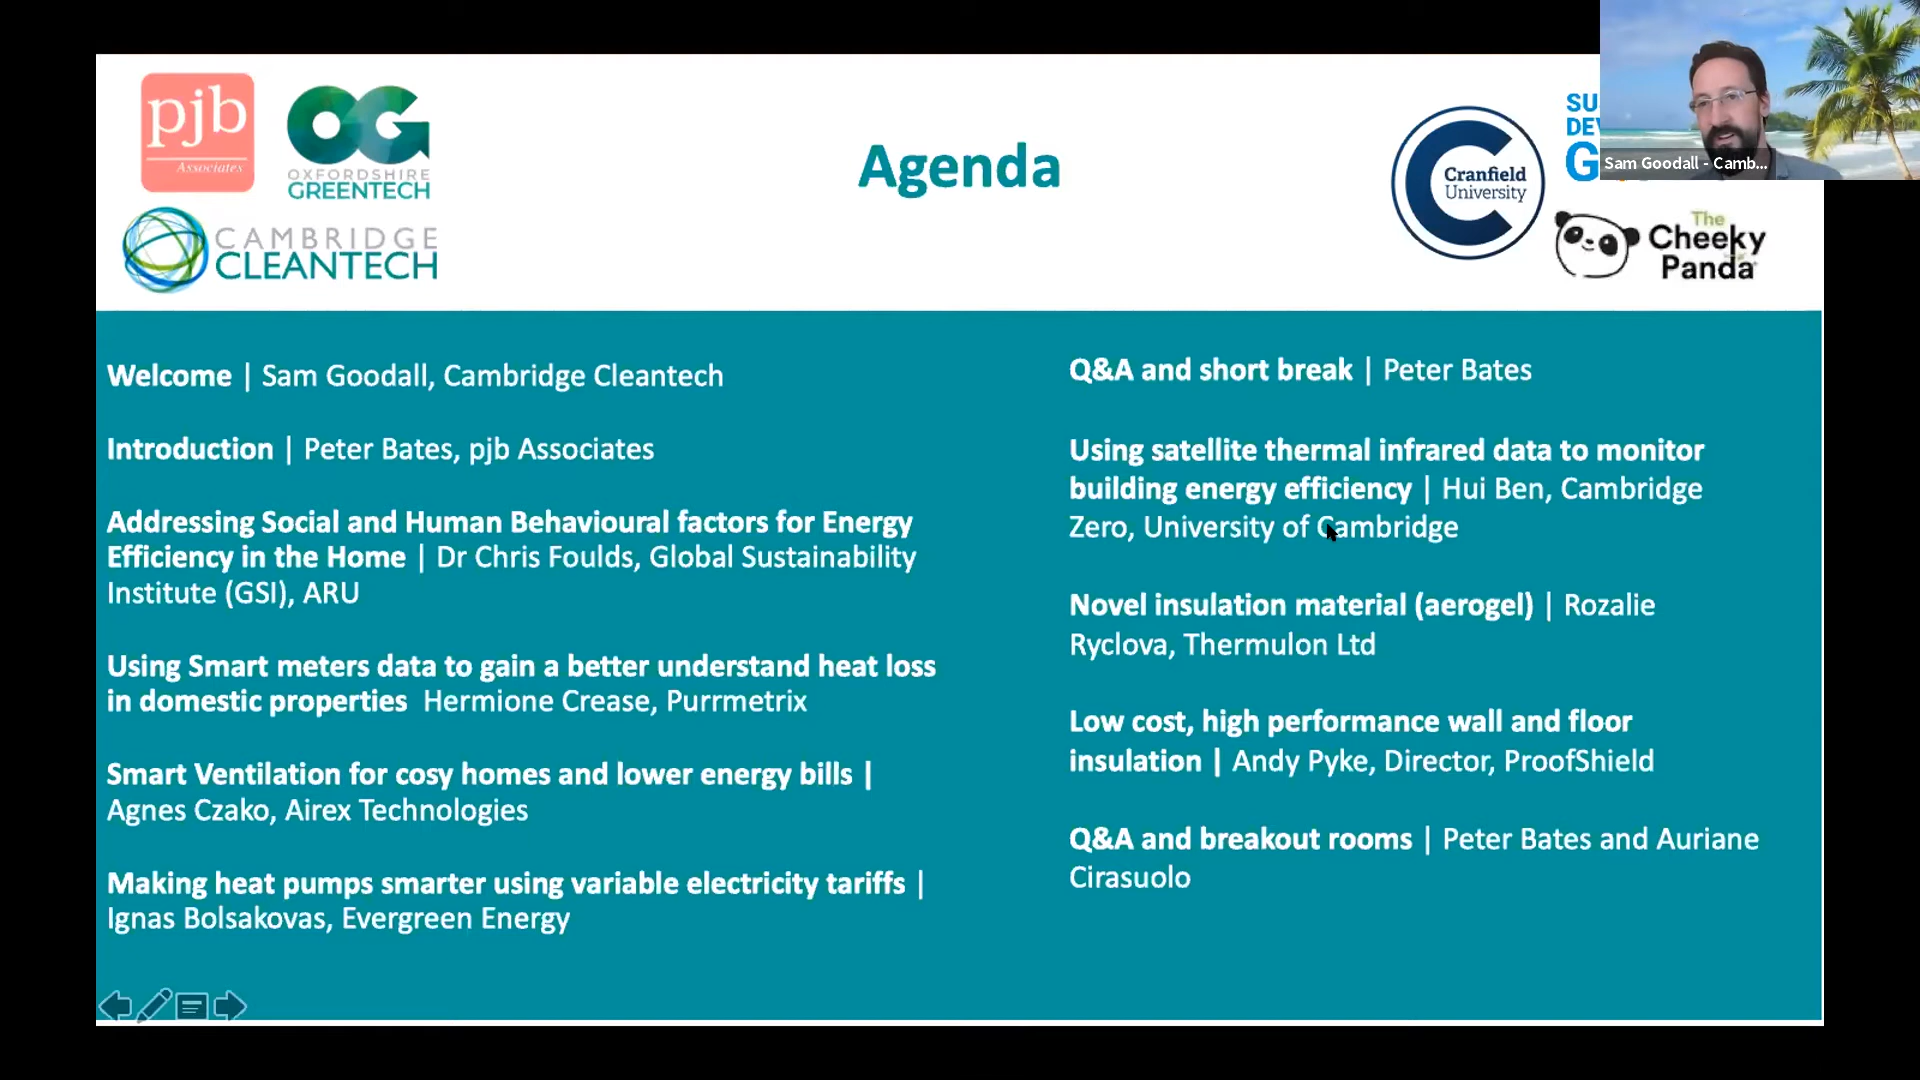 pjb
Associates
OG
OXFORDSHIRE
GREENTECH
CAMBRIDGE
CLEANTECH
Agenda
Cranfield
University
SU
DEV
G
Sam Goodall - Camb...
The
Cheeky
Panda
Welcome | Sam Goodall, Cambridge Cleantech
Introduction | Peter Bates, pjb Associates
Addressing Social and Human Behavioural factors for Energy
Efficiency in the Home | Dr Chris Foulds, Global Sustainability
Institute (GSI), ARU
Using Smart meters data to gain a better understand heat loss
in domestic properties Hermione Crease, Purrmetrix
Smart Ventilation for cosy homes and lower energy bills |
Agnes Czako, Airex Technologies
Making heat pumps smarter using variable electricity tariffs |
Ignas Bolsakovas, Evergreen Energy
Q&A and short break | Peter Bates
Using satellite thermal infrared data to monitor
building energy efficiency | Hui Ben, Cambridge
Zero, University of Cambridge
Novel insulation material (aerogel) | Rozalie
Ryclova, Thermulon Ltd
Low cost, high performance wall and floor
insulation | Andy Pyke, Director, ProofShield
Q&A and breakout rooms | Peter Bates and Auriane
Cirasuolo